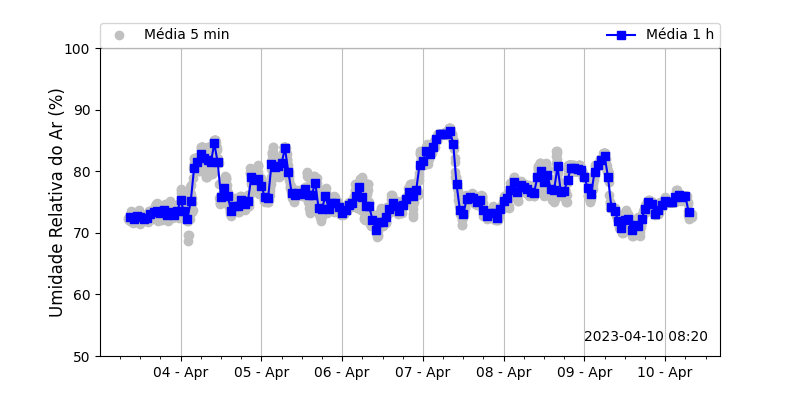 Média 5 min
Média 1 h
Umidade Relativa do Ar (%)
100
90
80
70
60
50
2023-04-10 08:20
04 - Apr
05 - Apr
06 - Apr
07 - Apr
08 - Apr
09 - Apr
10 - Apr